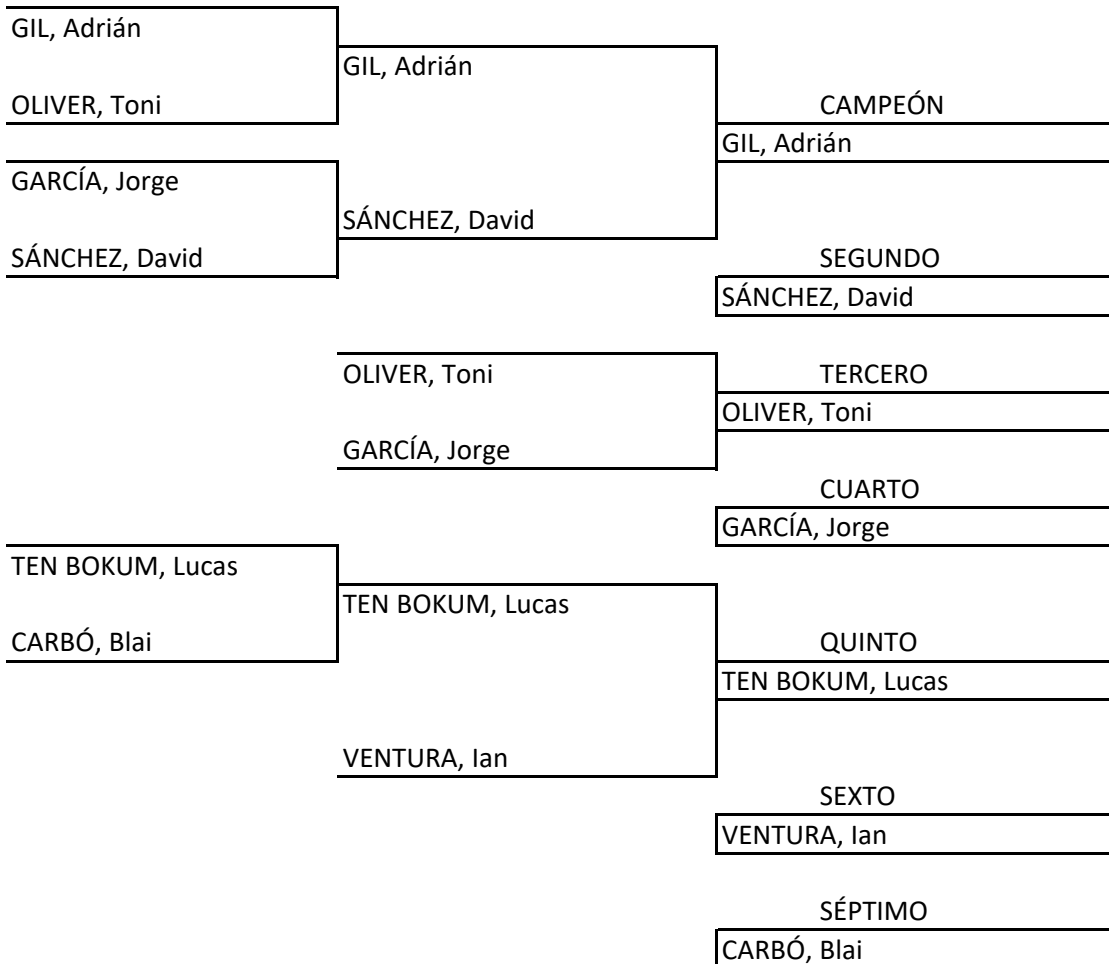 GIL, Adrián
GIL, Adrián
OLIVER, Toni
CAMPEÓN
GIL, Adrián
GARCÍA, Jorge
SÁNCHEZ, David
SÁNCHEZ, David
SEGUNDO
SÁNCHEZ, David
OLIVER, Toni
TERCERO
OLIVER, Toni
GARCÍA, Jorge
CUARTO
GARCÍA, Jorge
TEN BOKUM, Lucas
TEN BOKUM, Lucas
CARBÓ, Blai
QUINTO
TEN BOKUM, Lucas
VENTURA, Ian
SEXTO
VENTURA, Ian
SÉPTIMO
CARBÓ, Blai